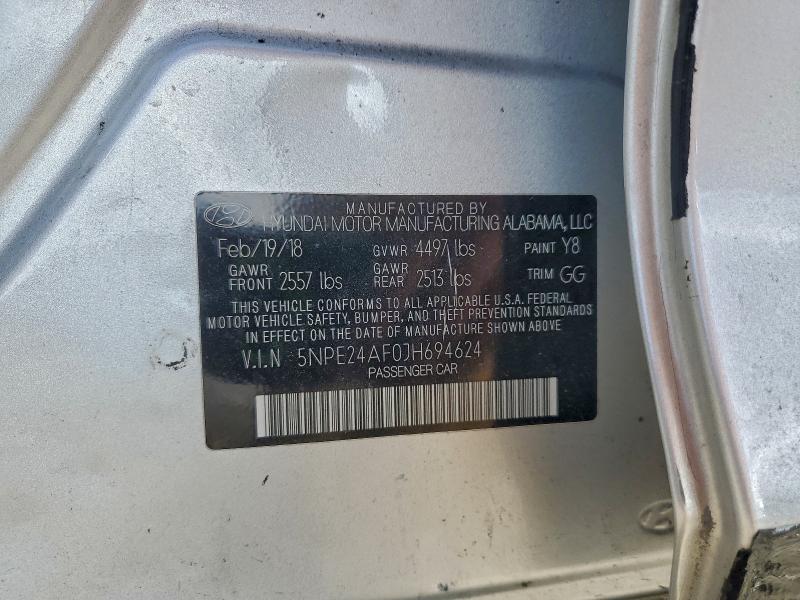 MANUFACTURED BY
HYUNDAI MOTOR MANUFACTURING ALABAMA, LLC
Feb/19/18 GVWR 4497 lbs PAINT Y8
GAWR FRONT 2557 lbs GAWR REAR 2513 lbs TRIM GG
THIS VEHICLE CONFORMS TO ALL APPLICABLE U.S.A. FEDERAL
MOTOR VEHICLE SAFETY, BUMPER, AND THEFT PREVENTION
STANDARDS IN EFFECT ON THE DATE OF MANUFACTURE SHOWN ABOVE
V.I.N 5NPE24AF0JH694624
PASSENGER CAR